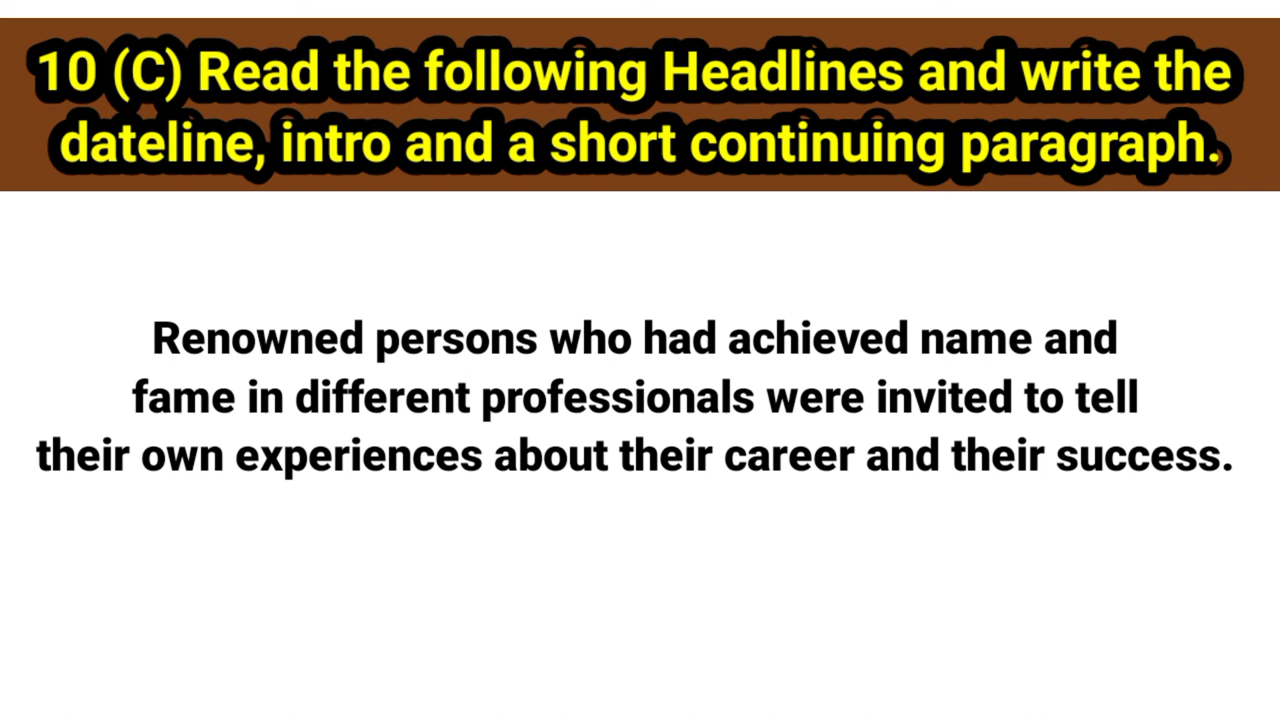 10 (C) Read the following Headlines and write the
dateline, intro and a short continuing paragraph.
Renowned persons who had achieved name and
fame in different professionals were invited to tell
their own experiences about their career and their success.